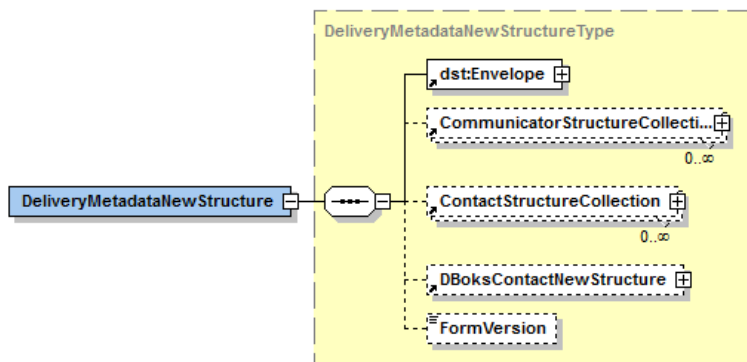 DeliveryMetadataNewStructureType
dst:Envelope
CommunicatorStructureCollecti...
0..∞
DeliveryMetadataNewStructure
ContactStructureCollection
0..∞
DBoksContactNewStructure
FormVersion